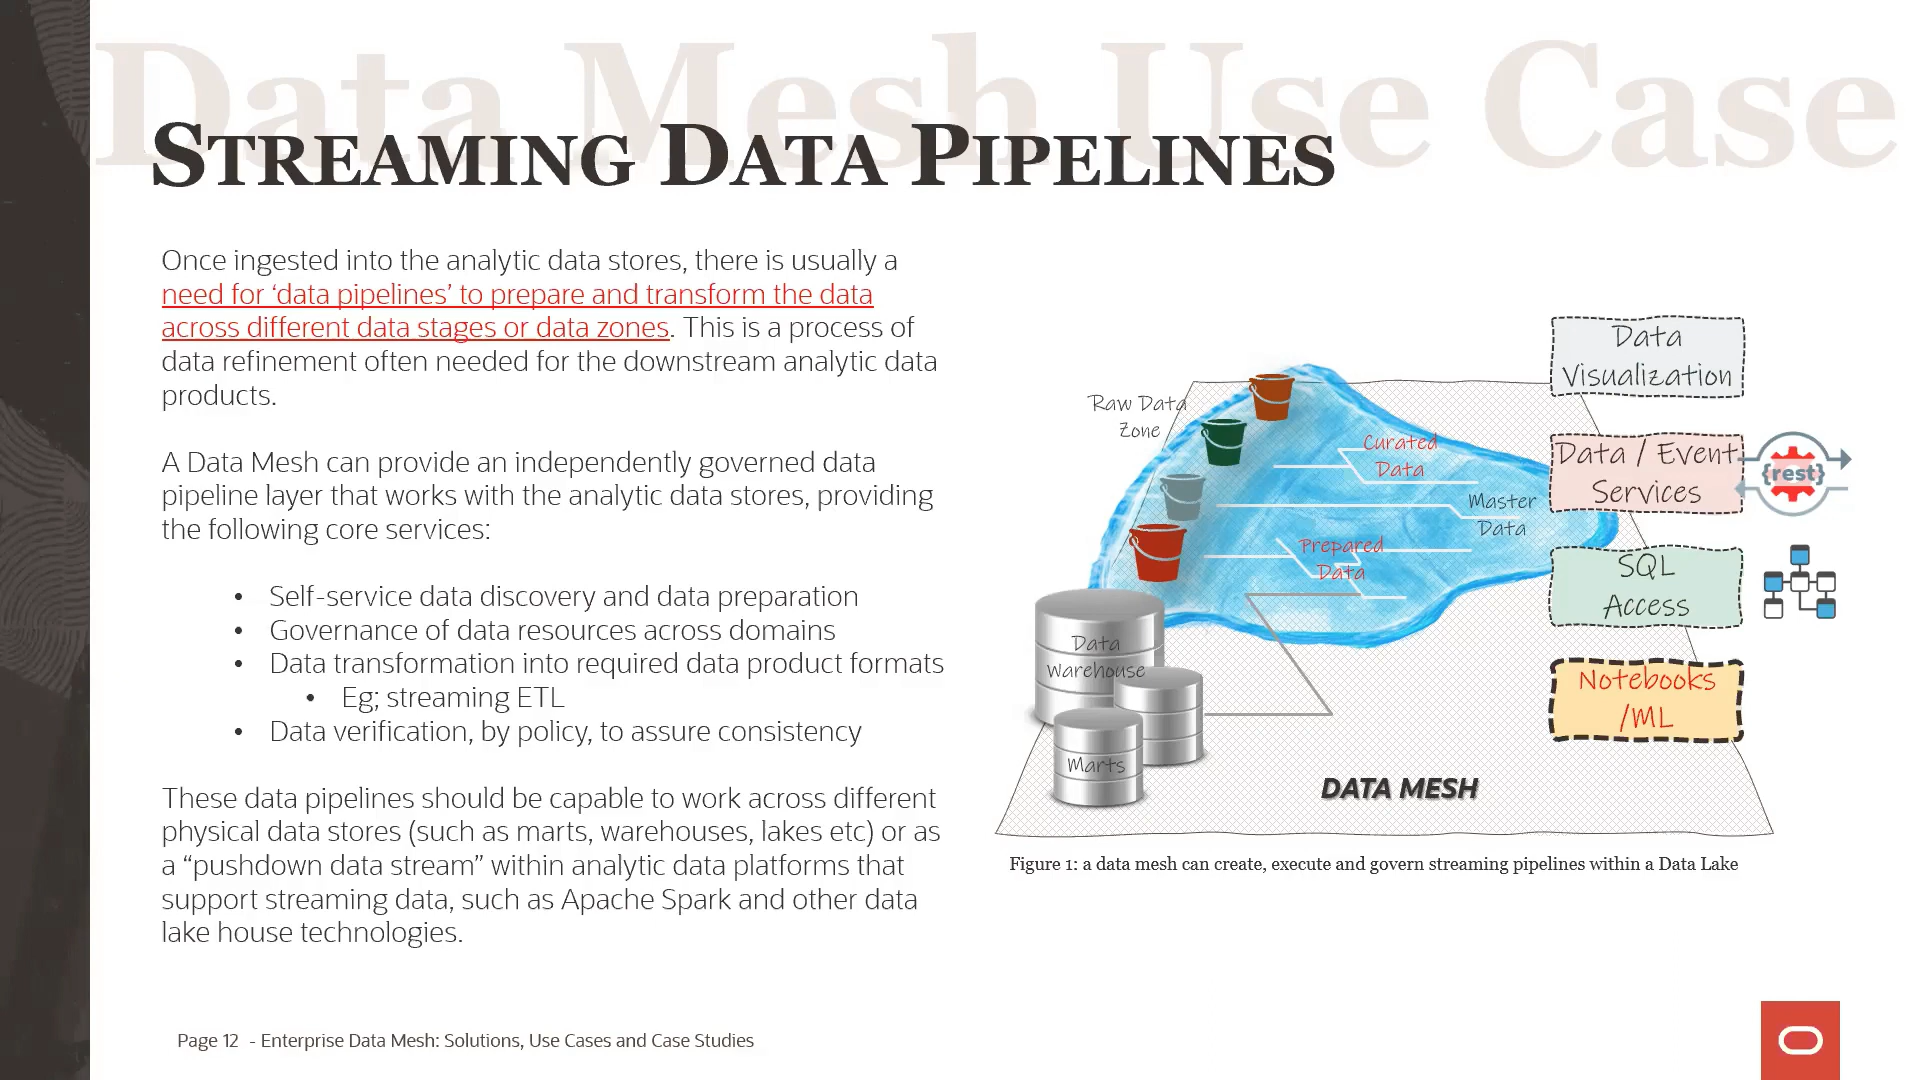 Data Mesh Use Case
STREAMING DATA PIPELINES
Once ingested into the analytic data stores, there is usually a
need for ‘data pipelines’ to prepare and transform the data
across different data stages or data zones. This is a process of
data refinement often needed for the downstream analytic data
products.
A Data Mesh can provide an independently governed data
pipeline layer that works with the analytic data stores, providing
the following core services:
• Self-service data discovery and data preparation
• Governance of data resources across domains
• Data transformation into required data product formats
• Eg; streaming ETL
• Data verification, by policy, to assure consistency
These data pipelines should be capable to work across different
physical data stores (such as marts, warehouses, lakes etc) or as
a “pushdown data stream” within analytic data platforms that
support streaming data, such as Apache Spark and other data
lake house technologies.
Raw Data
Zone
Curated
Data
Master
Data
Prepared
Data
Data
Warehouse
Marts
Data
Visualization
Data / Event
Services
{rest}
SQL
Access
Notebooks
/ML
DATA MESH
Figure 1: a data mesh can create, execute and govern streaming pipelines within a Data Lake
Page 12 - Enterprise Data Mesh: Solutions, Use Cases and Case Studies